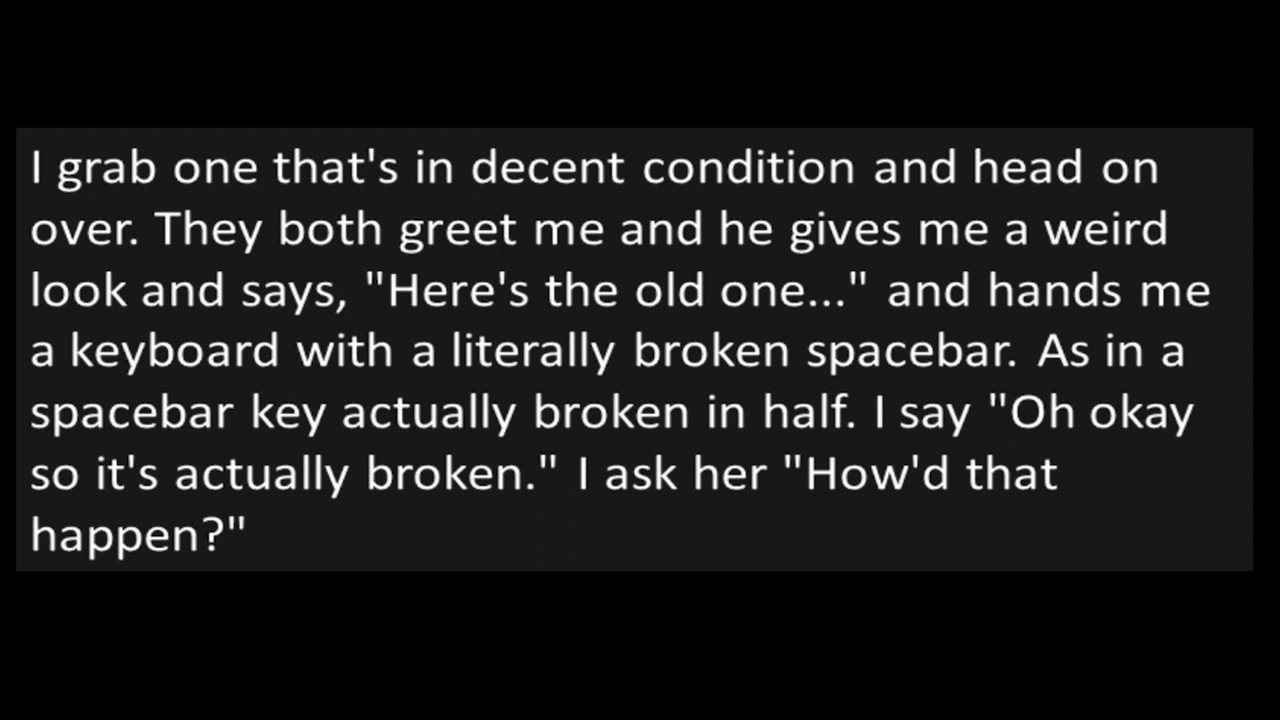 I grab one that's in decent condition and head on
over. They both greet me and he gives me a weird
look and says, "Here's the old one..." and hands me
a keyboard with a literally broken spacebar. As in a
spacebar key actually broken in half. I say "Oh okay
so it's actually broken." I ask her "How'd that
happen?"